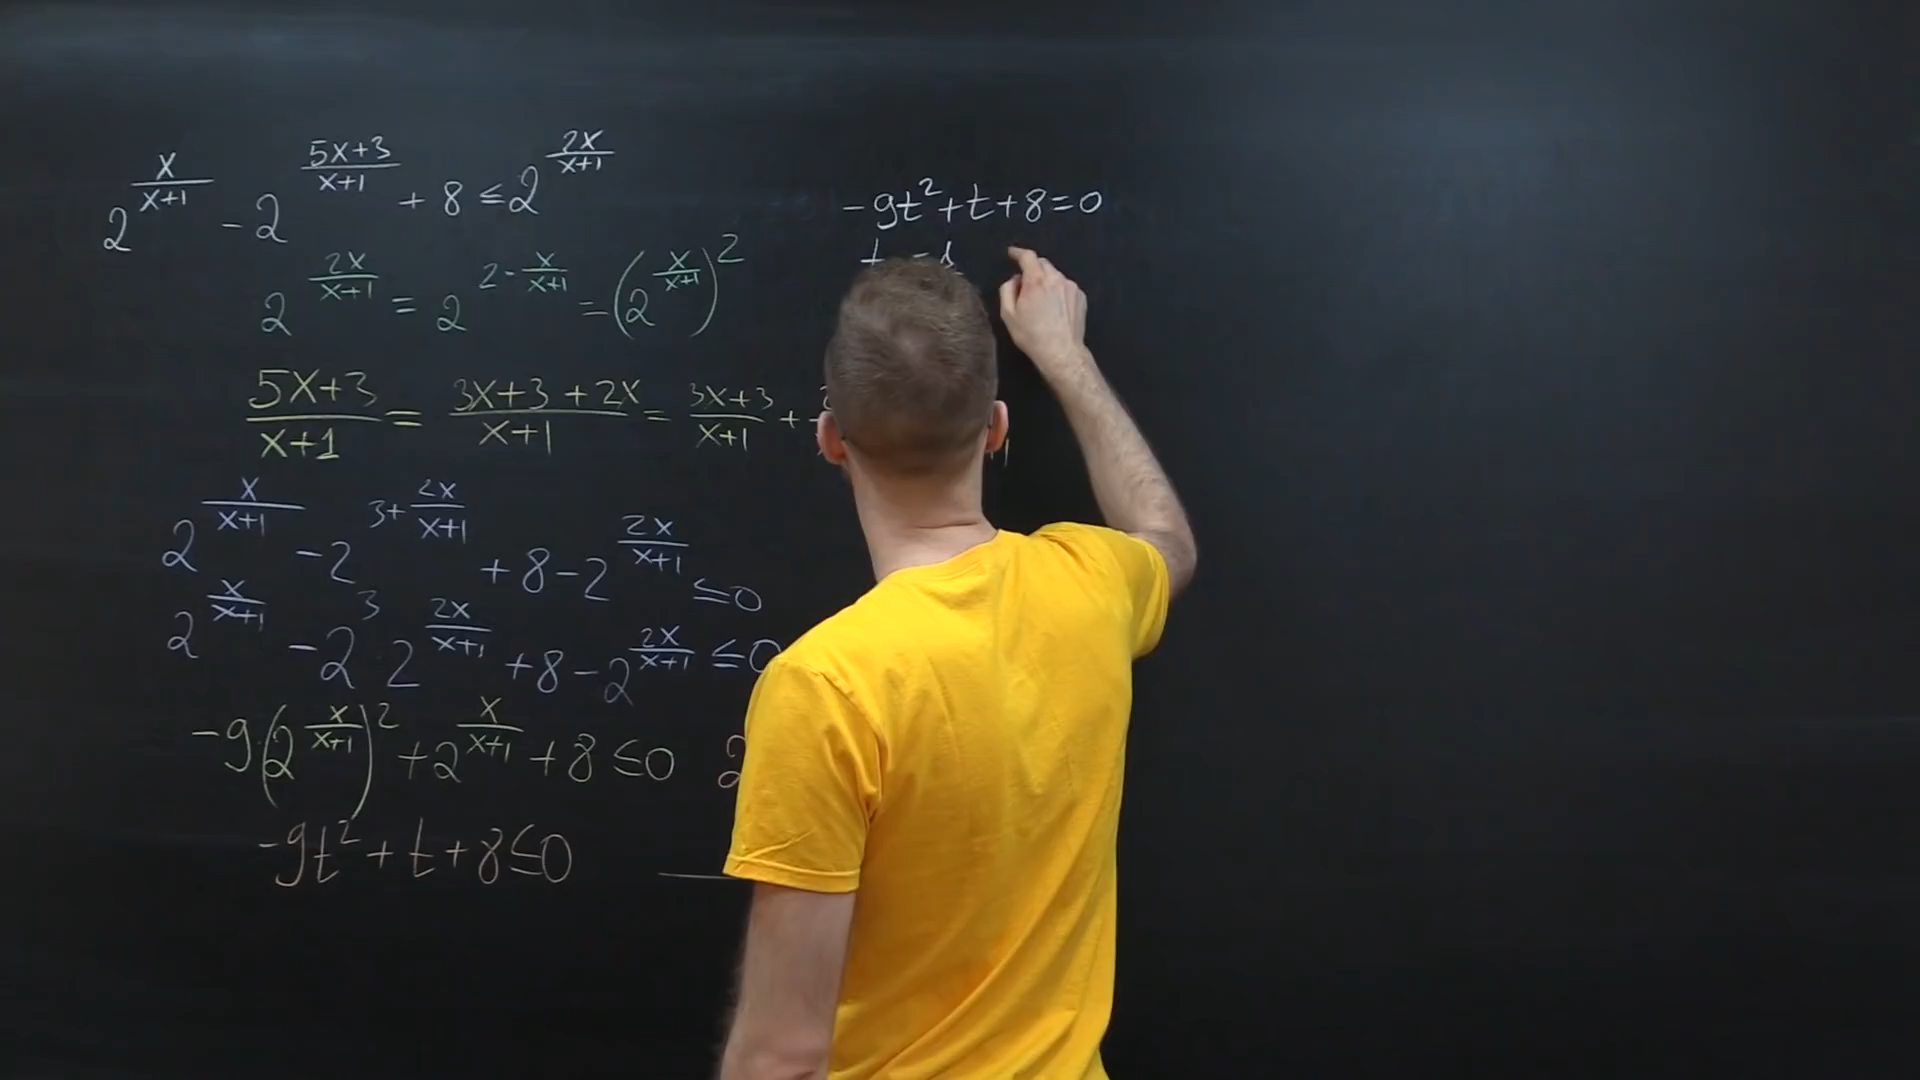 2^(x/(x+1)) - 2^((5x+3)/(x+1)) + 8 ≤ 2^(2x/(x+1))
2^(2x/(x+1)) = 2^(2·x/(x+1)) = (2^(x/(x+1)))^2
(5x+3)/(x+1) = (3x+3+2x)/(x+1) = (3x+3)/(x+1) +
2^(x/(x+1)) - 2^(3+2x/(x+1)) + 8 - 2^(2x/(x+1)) ≤ 0
2^(x/(x+1)) - 2^3·2^(2x/(x+1)) + 8 - 2^(2x/(x+1)) ≤ 0
-9·(2^(x/(x+1)))^2 + 2^(x/(x+1)) + 8 ≤ 0 2
-9t^2 + t + 8 ≤ 0
-9t^2 + t + 8 = 0